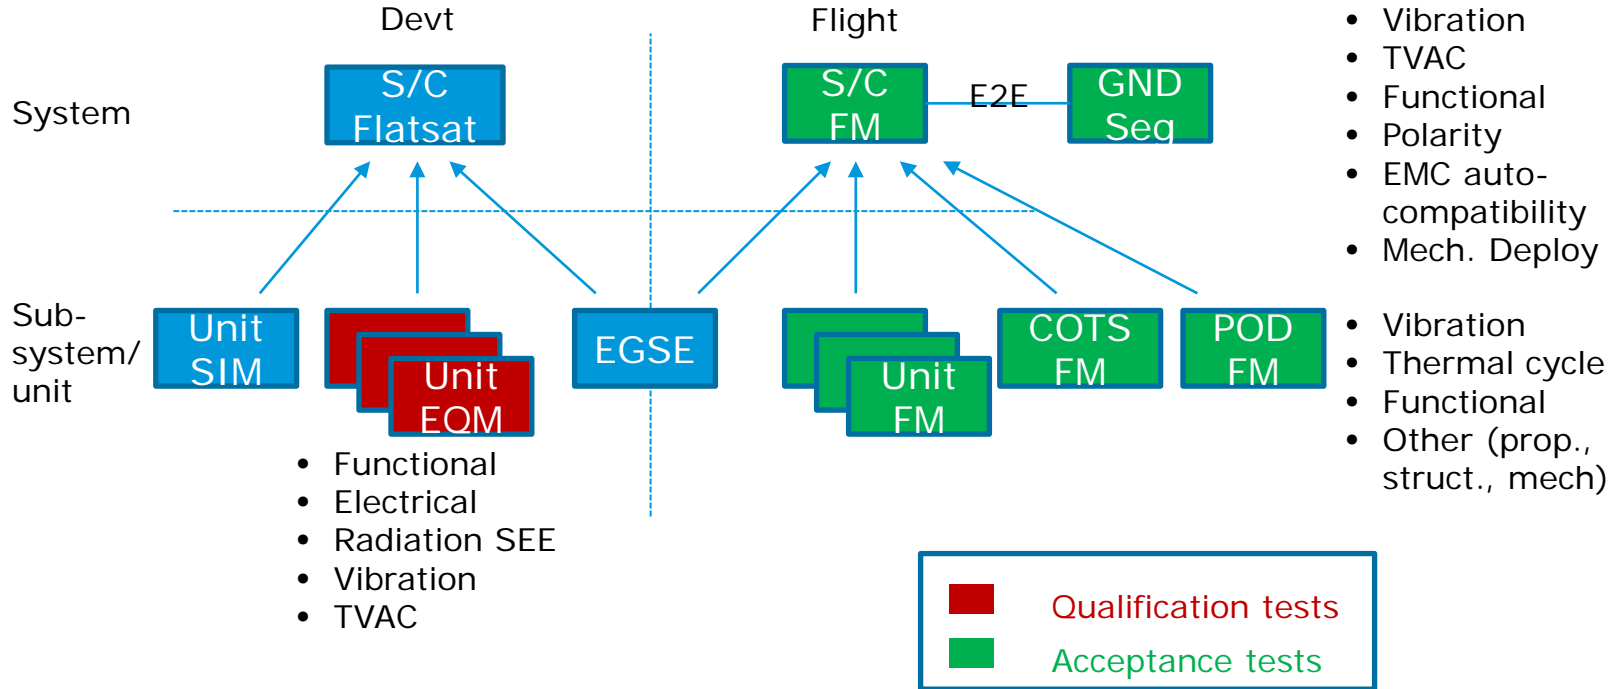 Devt
Flight
System
S/C
Flatsat
S/C
FM
E2E
GND
Seg
• Vibration
• TVAC
• Functional
• Polarity
• EMC auto-
compatibility
• Mech. Deploy
Sub-
system/
unit
Unit
SIM
Unit
EQM
EGSE
Unit
FM
COTS
FM
POD
FM
• Vibration
• Thermal cycle
• Functional
• Other (prop.,
struct., mech)
• Functional
• Electrical
• Radiation SEE
• Vibration
• TVAC
Qualification tests
Acceptance tests